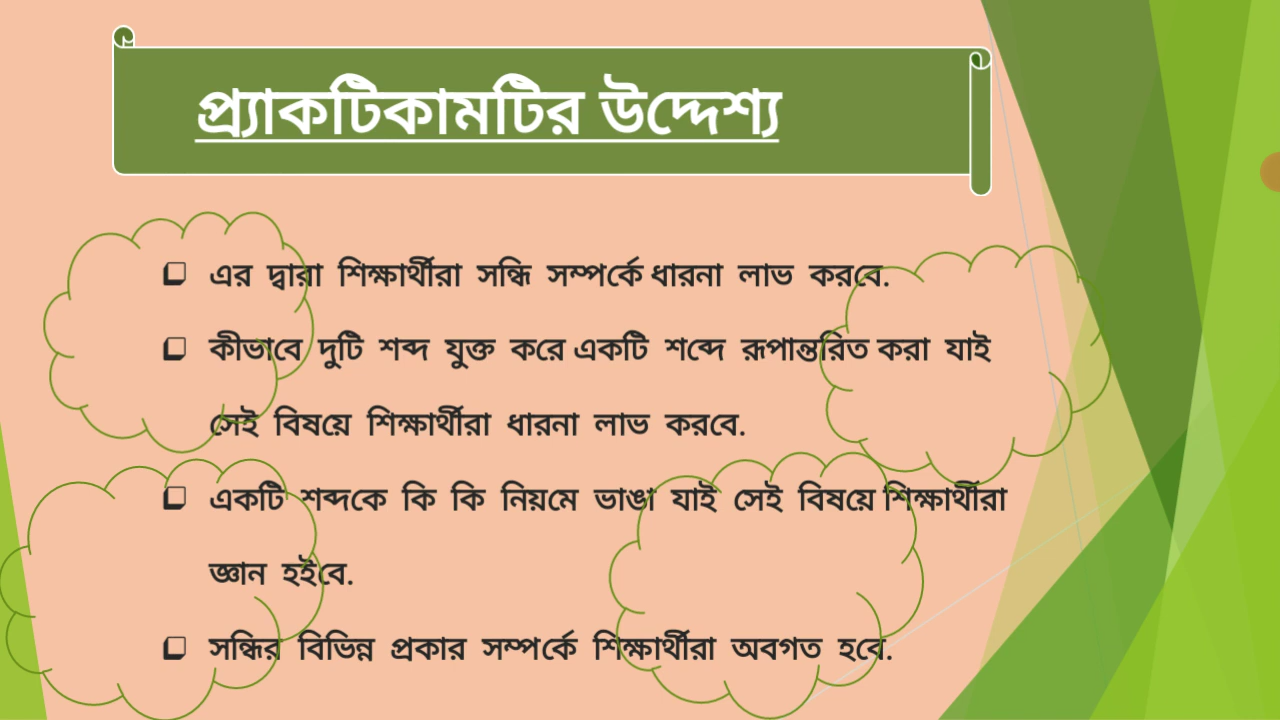 প্র্যাকটিকামটির উদ্দেশ্য
এর দ্বারা শিক্ষার্থীরা সন্ধি সম্পর্কে ধারনা লাভ করবে.
কীভাবে দুটি শব্দ যুক্ত করে একটি শব্দে রূপান্তরিত করা যাই
সেই বিষয়ে শিক্ষার্থীরা ধারনা লাভ করবে.
একটি শব্দকে কি কি নিয়মে ভাঙা যাই সেই বিষয়ে শিক্ষার্থীরা
জ্ঞান হইবে.
সন্ধির বিভিন্ন প্রকার সম্পর্কে শিক্ষার্থীরা অবগত হবে.